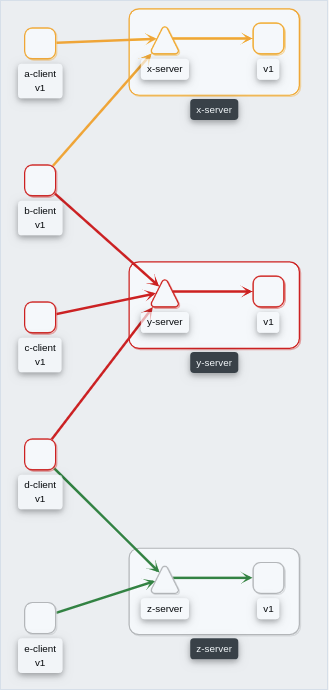 a-client
v1
x-server
v1
x-server
b-client
v1
y-server
v1
c-client
v1
y-server
d-client
v1
z-server
v1
e-client
v1
z-server